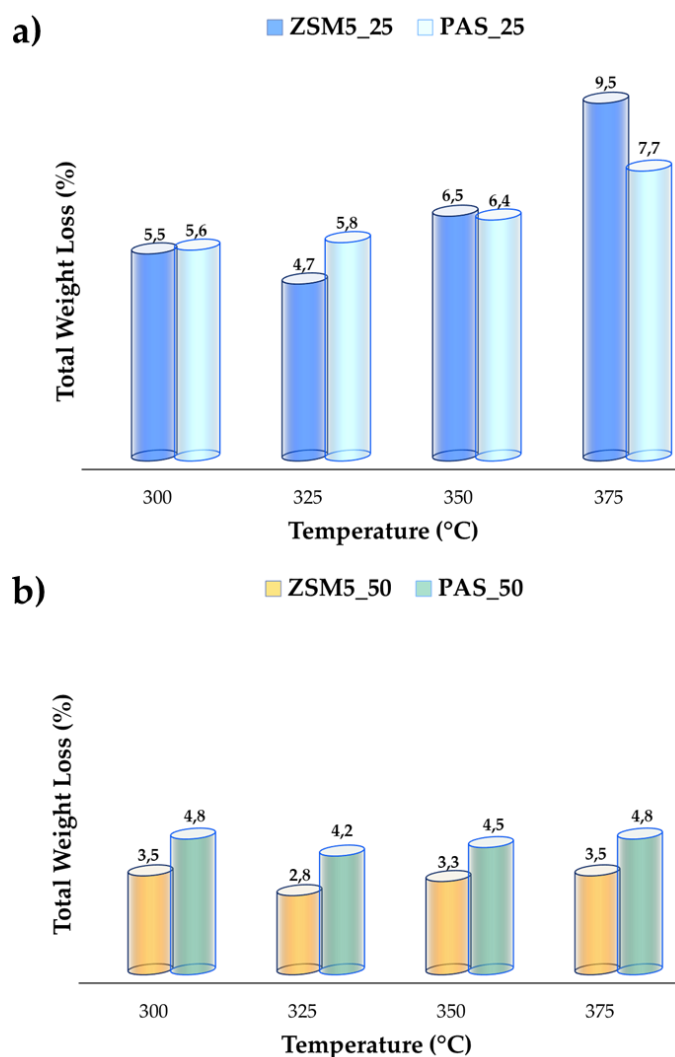 a)
ZSM5_25 PAS_25
Total Weight Loss (%)
5,5 5,6 4,7 5,8 6,5 6,4 9,5 7,7
300 325 350 375
Temperature (°C)
b)
ZSM5_50 PAS_50
Total Weight Loss (%)
3,5 4,8 2,8 4,2 3,3 4,5 3,5 4,8
300 325 350 375
Temperature (°C)